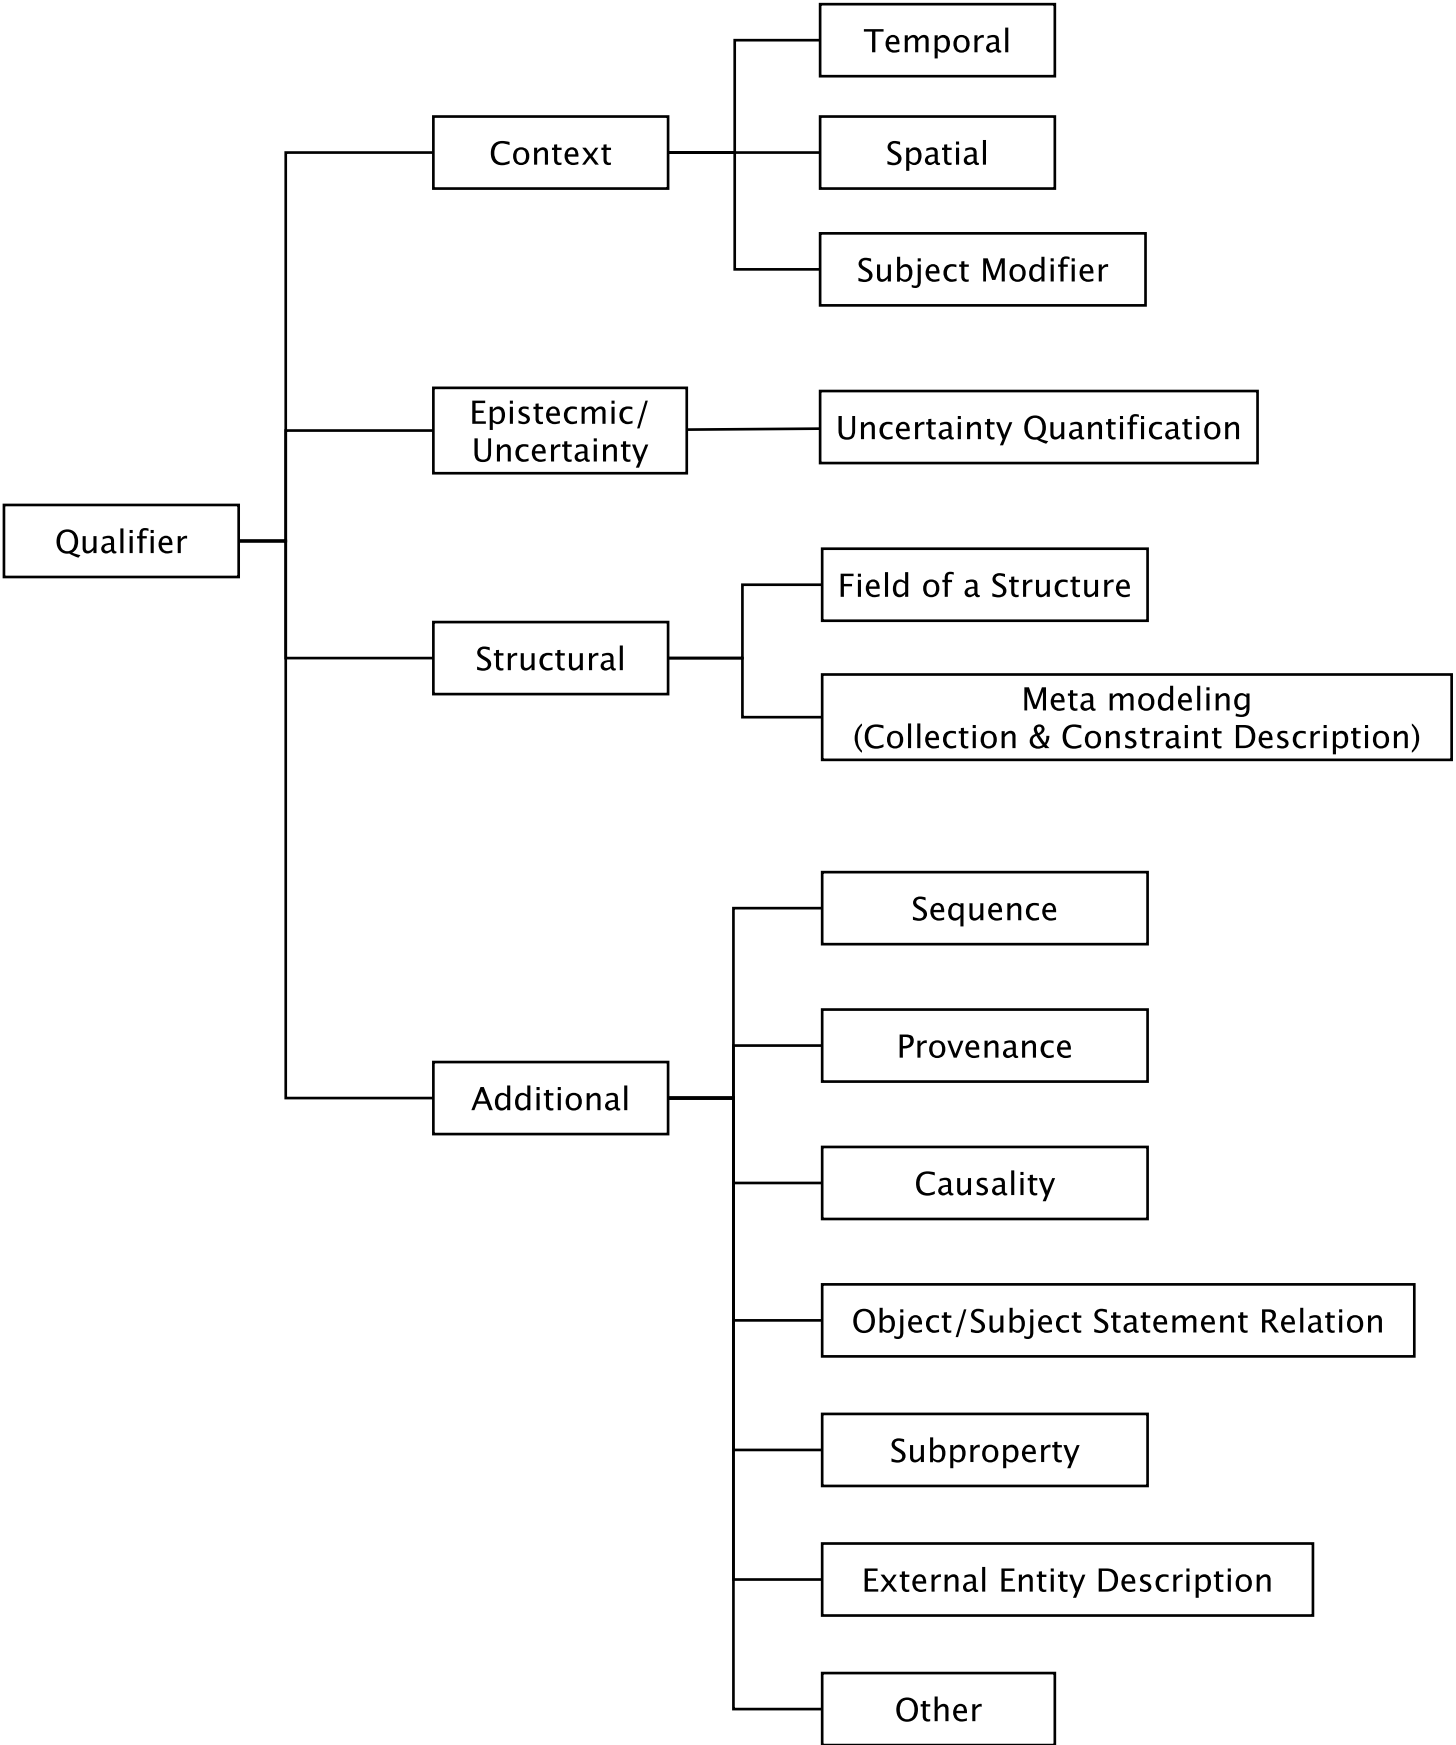 Temporal
Context
Spatial
Subject Modifier
Epistecmic/
Uncertainty
Uncertainty Quantification
Qualifier
Field of a Structure
Structural
Meta modeling
(Collection & Constraint Description)
Sequence
Provenance
Additional
Causality
Object/Subject Statement Relation
Subproperty
External Entity Description
Other